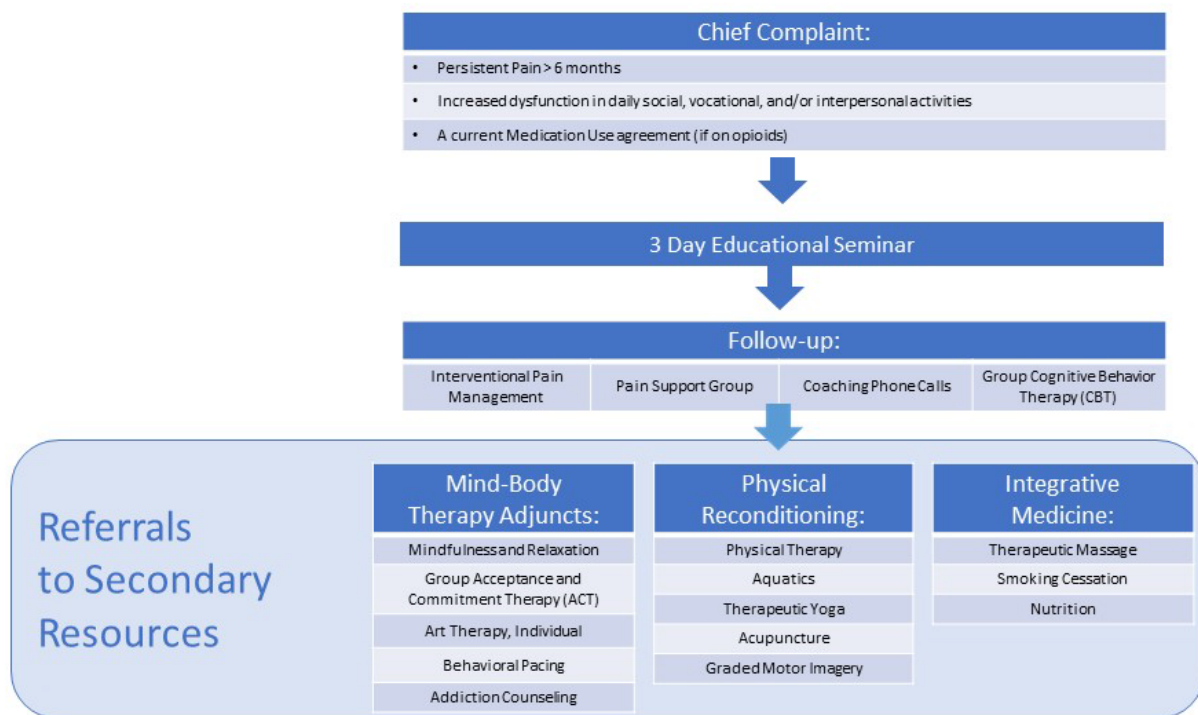 Chief Complaint:
• Persistent Pain > 6 months
• Increased dysfunction in daily social, vocational, and/or interpersonal activities
• A current Medication Use agreement (if on opioids)
3 Day Educational Seminar
Follow-up:
Interventional Pain
Management
Pain Support Group
Coaching Phone Calls
Group Cognitive Behavior
Therapy (CBT)
Referrals
to Secondary
Resources
Mind-Body
Therapy Adjuncts:
Mindfulness and Relaxation
Group Acceptance and
Commitment Therapy (ACT)
Art Therapy, Individual
Behavioral Pacing
Addiction Counseling
Physical
Reconditioning:
Physical Therapy
Aquatics
Therapeutic Yoga
Acupuncture
Graded Motor Imagery
Integrative
Medicine:
Therapeutic Massage
Smoking Cessation
Nutrition